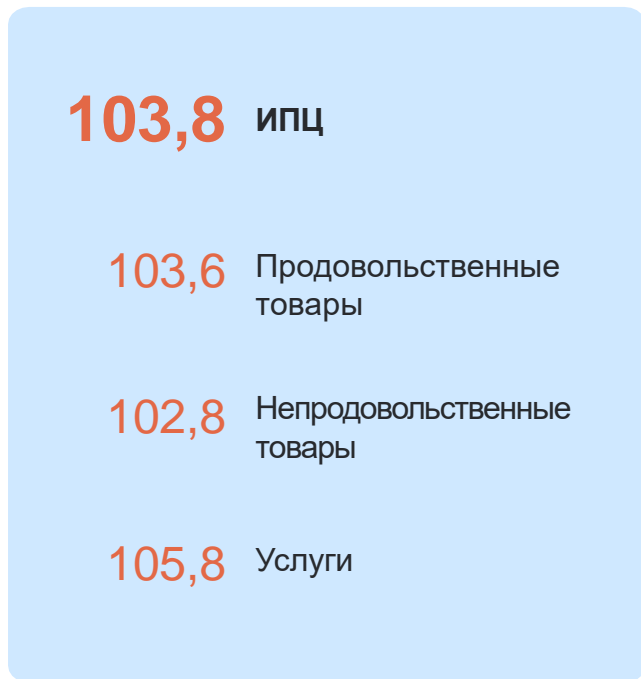 103,8 ИПЦ
103,6 Продовольственные
товары
102,8 Непродовольственные
товары
105,8 Услуги